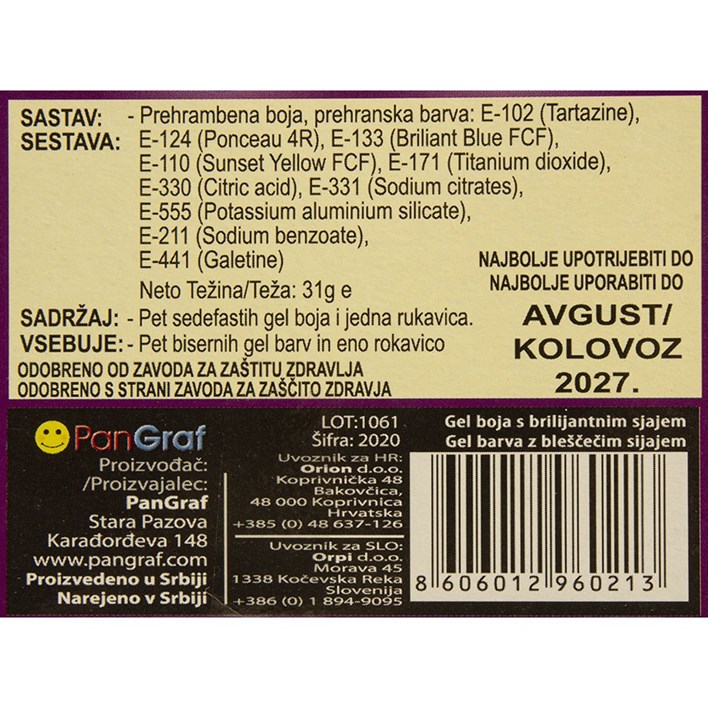 SASTAV: - Prehrambena boja, prehranska barva: E-102 (Tartazine),
SESTAVA: E-124 (Ponceau 4R), E-133 (Briliant Blue FCF),
E-110 (Sunset Yellow FCF), E-171 (Titanium dioxide),
E-330 (Citric acid), E-331 (Sodium citrates),
E-555 (Potassium aluminium silicate),
E-211 (Sodium benzoate),
E-441 (Galetine)
Neto Težina/Teža: 31g e
NAJBOLJE UPOTRIJEBITI DO
NAJBOLJE UPORABITI DO
AVGUST/
KOLOVOZ
2027.
SADRŽAJ: - Pet sedefastih gel boja i jedna rukavica.
VSEBUJE: - Pet bisernih gel barv in eno rokavico
ODOBRENO OD ZAVODA ZA ZAŠTITU ZDRAVLJA
ODOBRENO S STRANI ZAVODA ZA ZAŠČITO ZDRAVJA
PanGraf
Proizvođač:
/Proizvajalec:
PanGraf
Stara Pazova
Karađorđeva 148
www.pangraf.com
Proizvedeno u Srbiji
Narejeno v Srbiji
LOT:1061
Šifra: 2020
Uvoznik za HR:
Orion d.o.o.
Koprivnička 48
Bakovčica,
48 000 Koprivnica
Hrvatska
+385 (0) 48 637-126
Uvoznik za SLO:
Orpi d.o.o.
Morava 45
1338 Kočevska Reka
Slovenija
+386 (0) 1 894-9095
Gel boja s brilijantnim sjajem
Gel barva z bleščečim sijajem
8 606012 960213